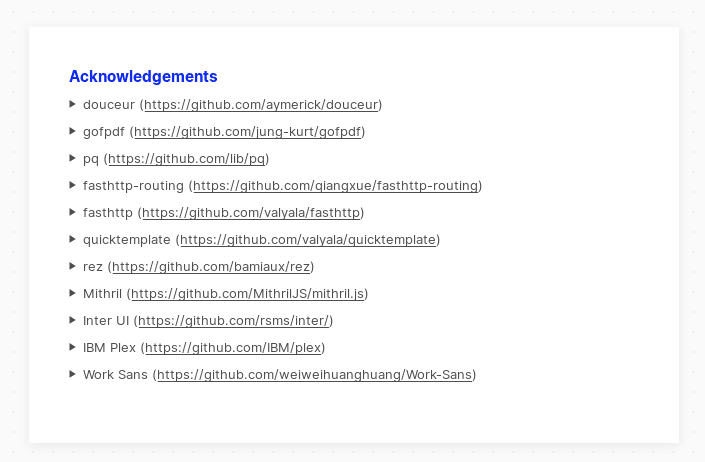 Acknowledgements
▶ douceur (https://github.com/aymerick/douceur)
▶ gofpdf (https://github.com/jung-kurt/gofpdf)
▶ pq (https://github.com/lib/pq)
▶ fasthttp-routing (https://github.com/qiangxue/fasthttp-routing)
▶ fasthttp (https://github.com/valyala/fasthttp)
▶ quicktemplate (https://github.com/valyala/quicktemplate)
▶ rez (https://github.com/bamiaux/rez)
▶ Mithril (https://github.com/MithrilJS/mithril.js)
▶ Inter UI (https://github.com/rsms/inter/)
▶ IBM Plex (https://github.com/IBM/plex)
▶ Work Sans (https://github.com/weiweihuanghuang/Work-Sans)